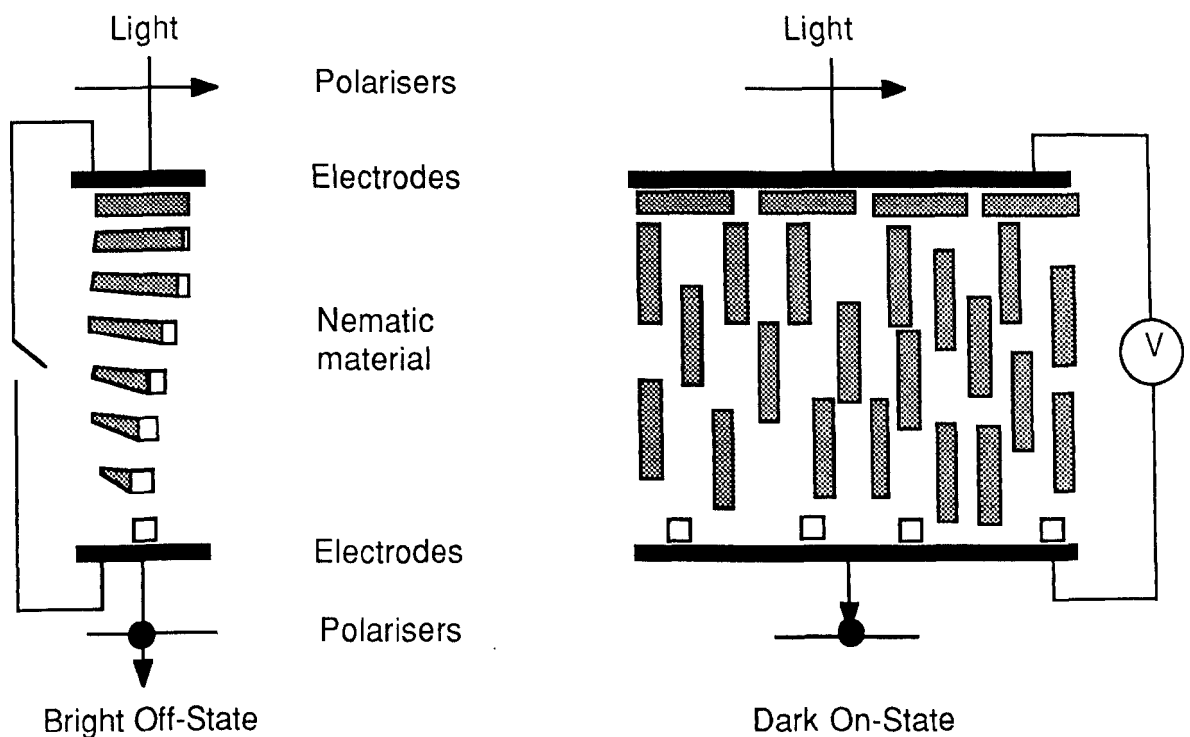 Light
Light
Polarisers
Electrodes
Nematic
material
V
Electrodes
Polarisers
Bright Off-State
Dark On-State